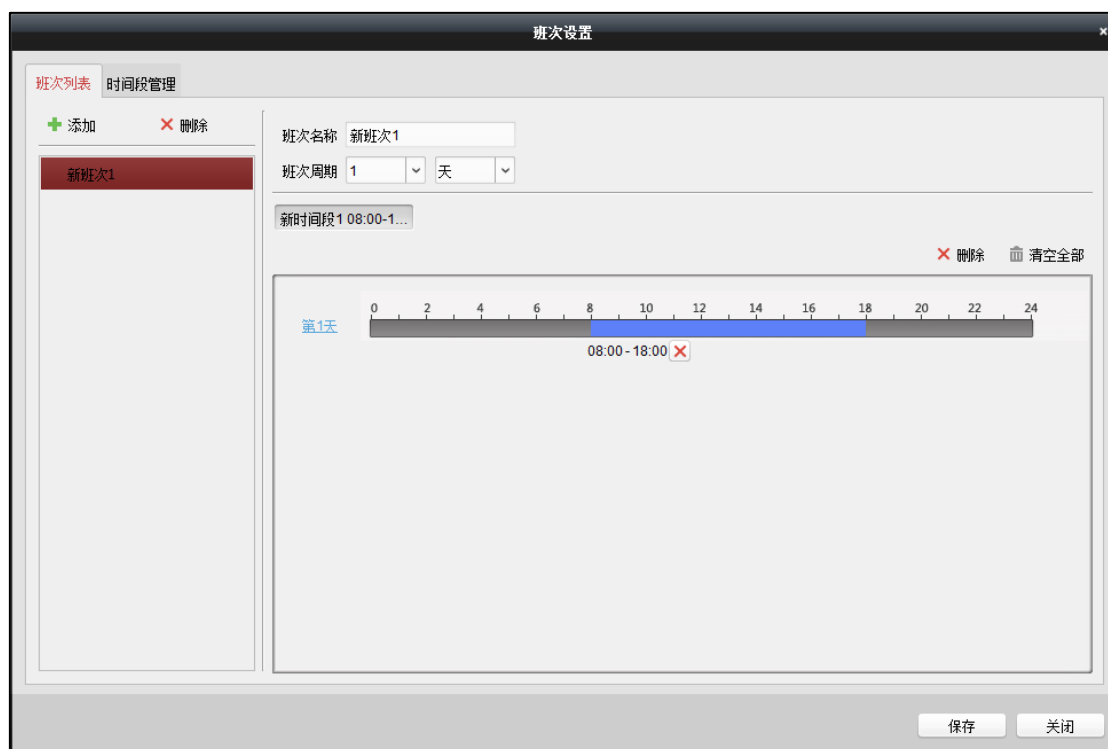 班次设置
班次列表 时间段管理
添加 删除
新班次1
班次名称 新班次1
班次周期 1 天
新时间段1 08:00-1...
删除 清空全部
0 2 4 6 8 10 12 14 16 18 20 22 24
第1天
08:00 - 18:00
保存 关闭